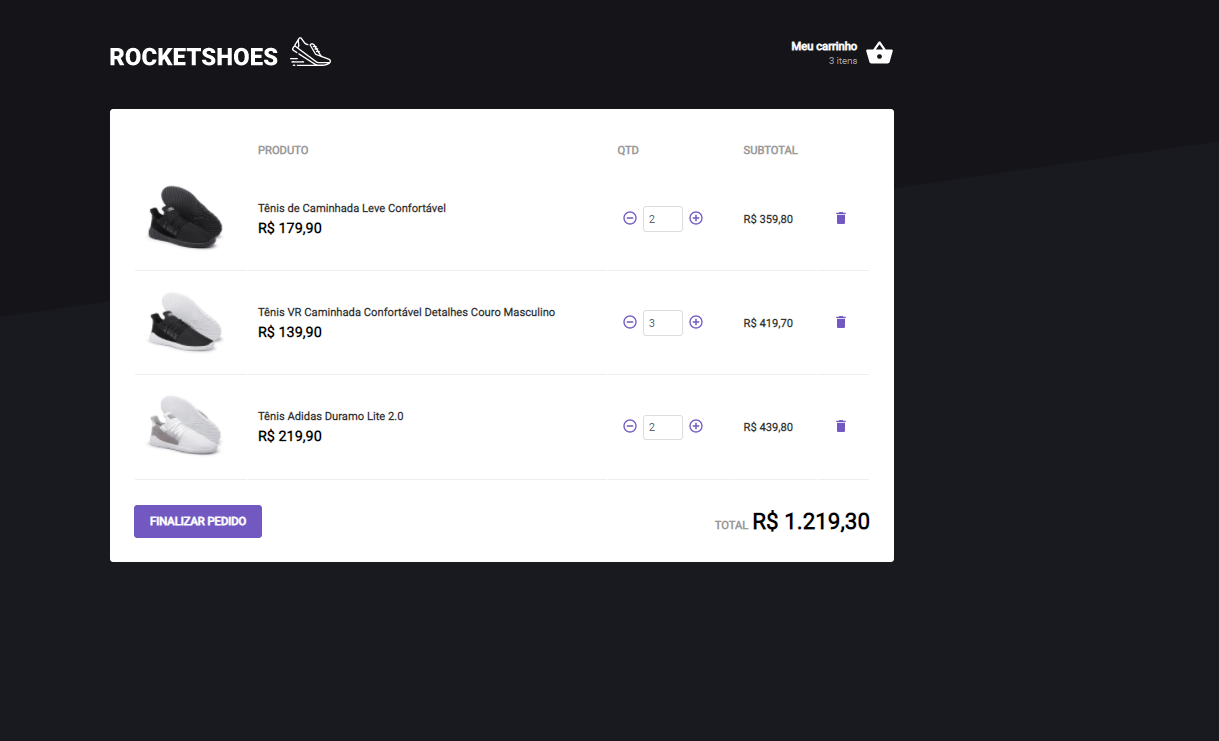 ROCKETSHOES
Meu carrinho
3 itens
PRODUTO QTD SUBTOTAL
Tênis de Caminhada Leve Confortável
R$ 179,90
2
R$ 359,80
Tênis VR Caminhada Confortável Detalhes Couro Masculino
R$ 139,90
3
R$ 419,70
Tênis Adidas Duramo Lite 2.0
R$ 219,90
2
R$ 439,80
FINALIZAR PEDIDO
TOTAL R$ 1.219,30